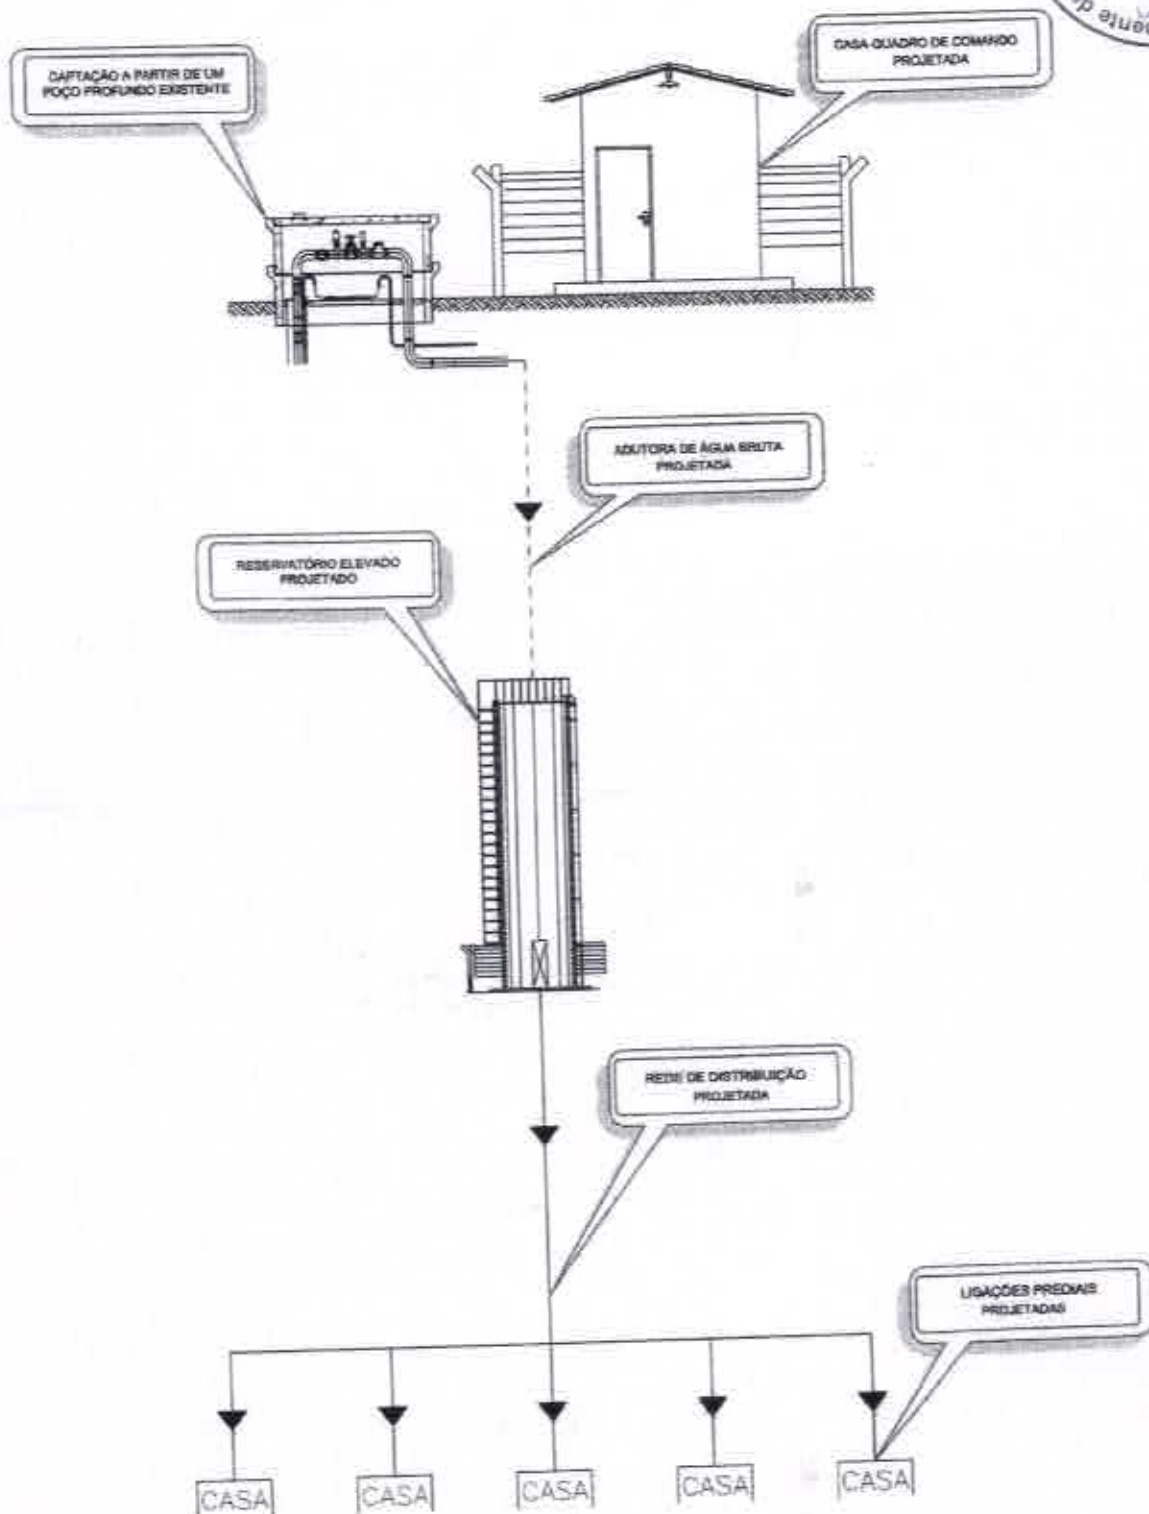 CAPTAÇÃO A PARTIR DE UM
POÇO PROFUNDO EXISTENTE
CASA QUADRO DE COMANDO
PROJETADA
ADUTORA DE ÁGUA BRUTA
PROJETADA
RESERVATÓRIO ELEVADO
PROJETADO
REDE DE DISTRIBUIÇÃO
PROJETADA
LIGAÇÕES PREDIAIS
PROJETADAS
CASA
CASA
CASA
CASA
CASA